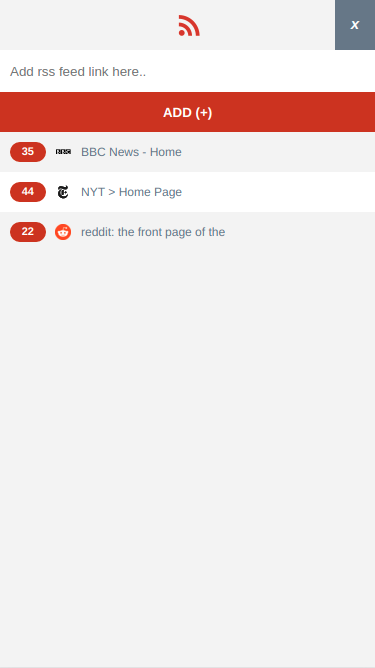 x
Add rss feed link here..
ADD (+)
35 BBC BBC News - Home
44 NYT > Home Page
22 reddit: the front page of the